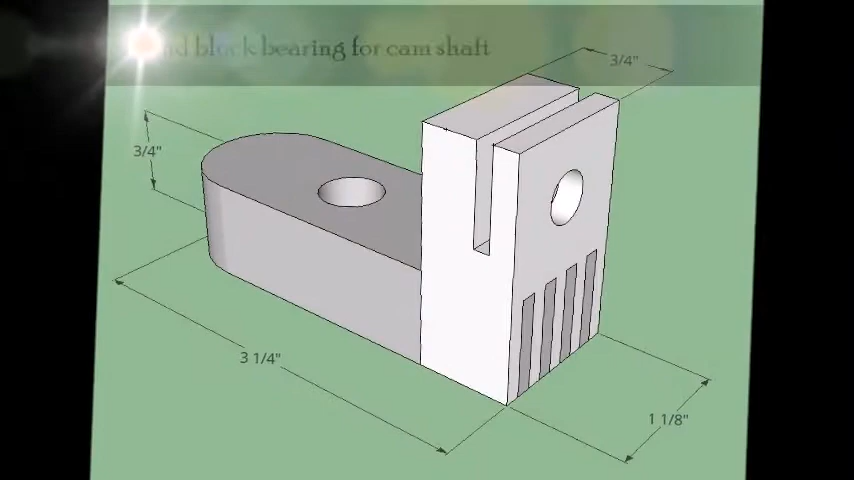 block bearing for cam shaft
3/4"
3/4"
3 1/4"
1 1/8"